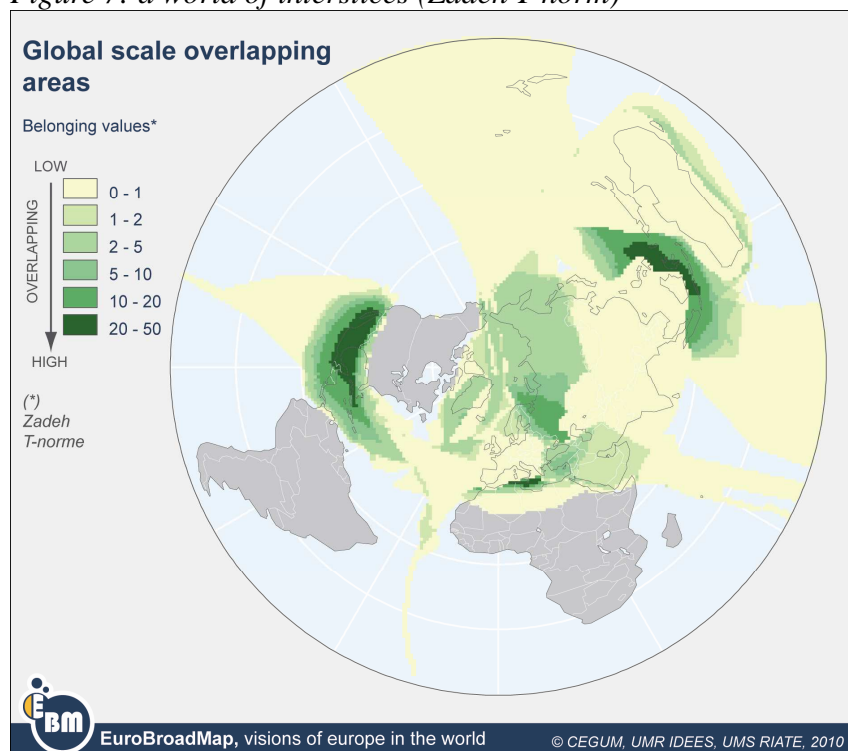 Figure 7: a world of interstices (Zadeh T-norm)
Global scale overlapping
areas
Belonging values*
LOW
OVERLAPPING
HIGH
0 - 1
1 - 2
2 - 5
5 - 10
10 - 20
20 - 50
(*)
Zadeh
T-norme
EBM
EuroBroadMap, visions of europe in the world
© CEGUM, UMR IDEES, UMS RIATE, 2010